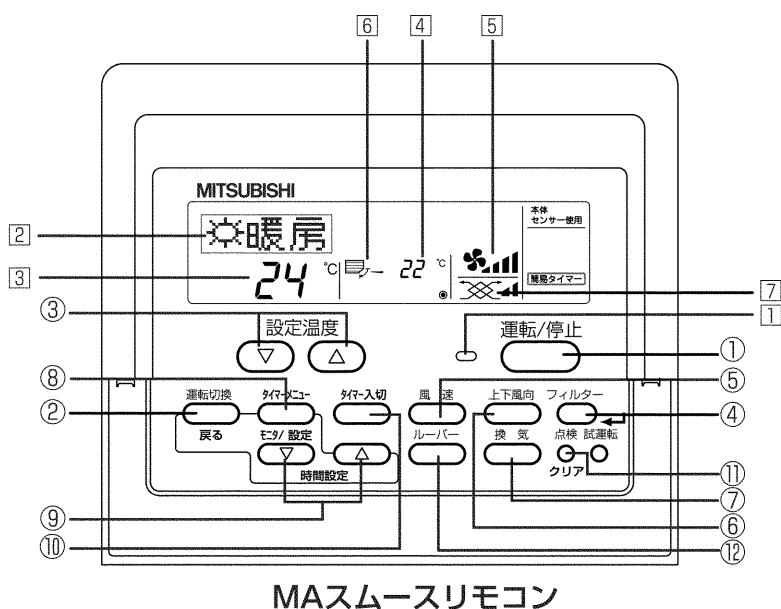 6 4 5
MITSUBISHI
本体
センサー使用
2 暖房
3 24 ℃ 22 ℃
簡易タイマー
7
1
③ 設定温度 運転/停止 ①
▽ △
⑧ ⑤
② 運転切換 タイマーメニュー タイマー入切 風 速 上下風向 フィルター ④
戻る モニタ/設定 ルーバー 換 気 点検 試運転
▽ △ クリア ⑪
時間設定
⑨ ⑦
⑩ ⑥
⑫
MAスムースリモコン